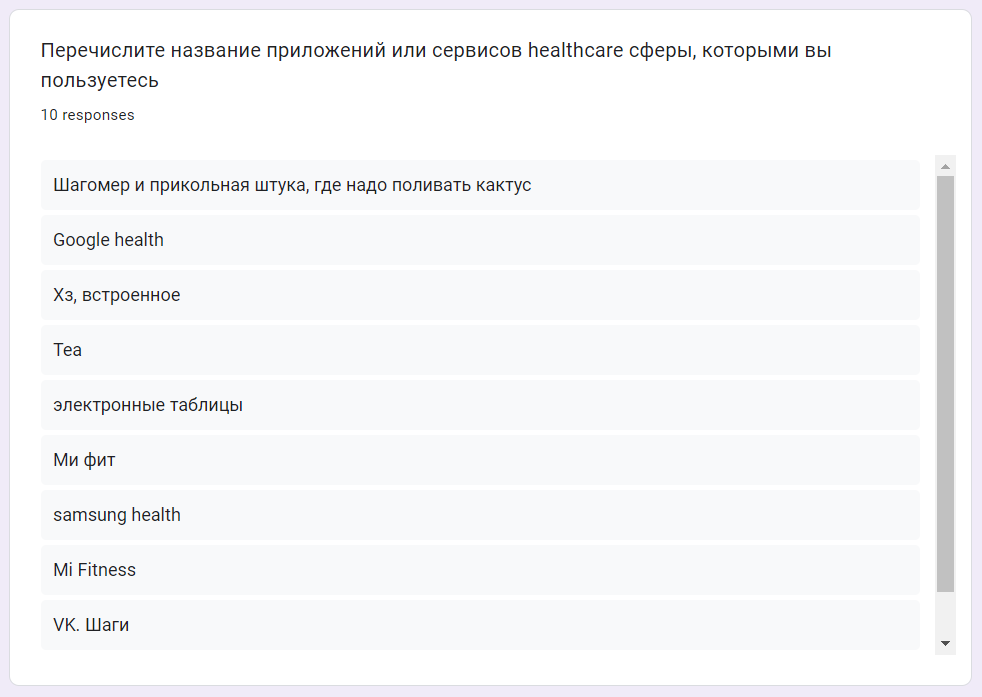 Перечислите название приложений или сервисов healthcare сферы, которыми вы
пользуетесь
10 responses
Шагомер и прикольная штука, где надо поливать кактус
Google health
Хз, встроенное
Tea
электронные таблицы
Ми фит
samsung health
Mi Fitness
VK. Шаги